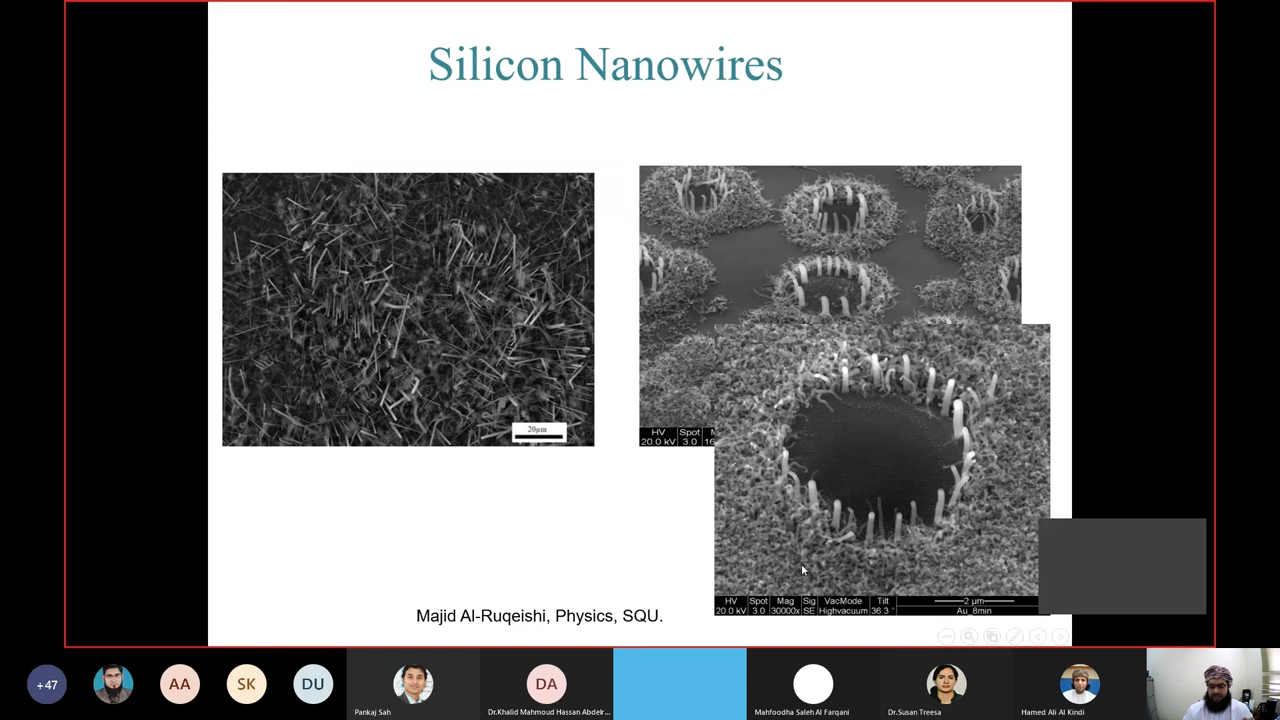 Silicon Nanowires
20µm
HV Spot
20.0 kV 3.0 16
HV Spot Mag Sig VacMode Tilt 2 µm
20.0 kV 3.0 30000x SE Highvacuum 36.3 ° Au_8min
Majid Al-Ruqeishi, Physics, SQU.
+47
AA
SK
DU
Pankaj Sah
DA
Dr.Khalid Mahmoud Hassan Abdelr...
Mahfoodha Saleh Al Farqani
Dr.Susan Treesa
Hamed Ali Al Kindi